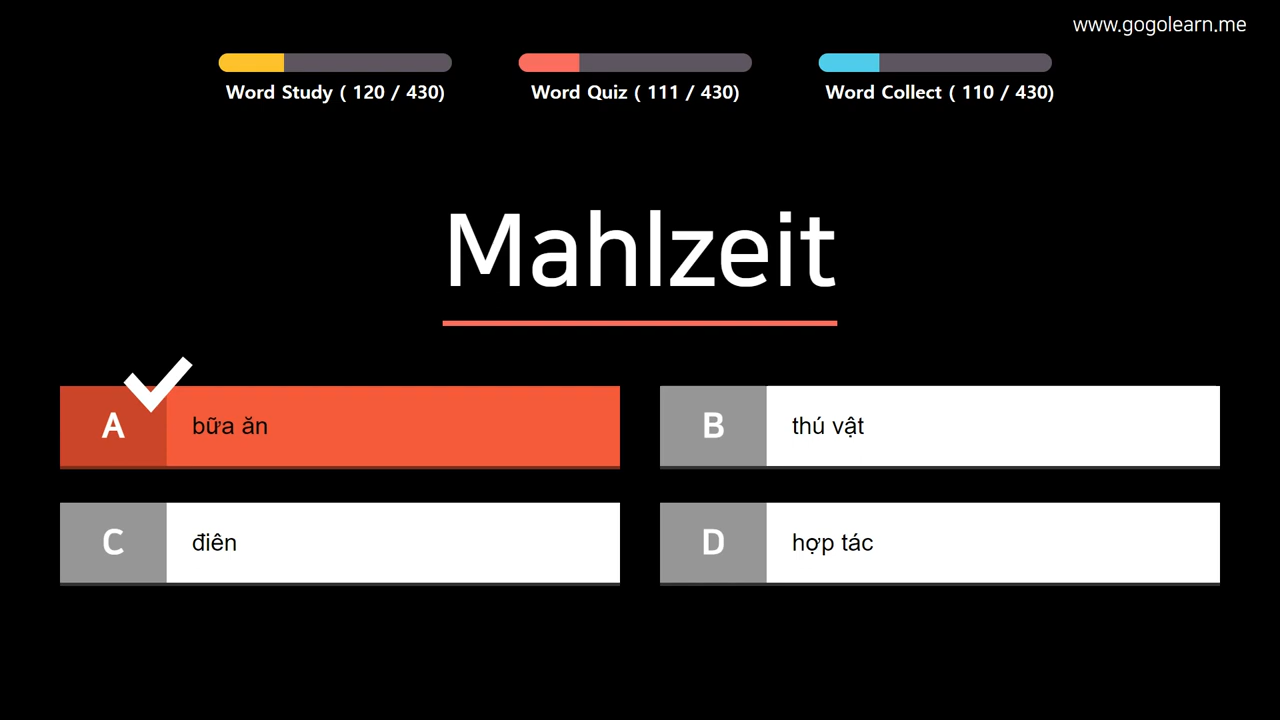 www.gogolearn.me
Word Study ( 120 / 430)
Word Quiz ( 111 / 430)
Word Collect ( 110 / 430)
Mahlzeit
A bữa ăn
B thú vật
C điên
D hợp tác